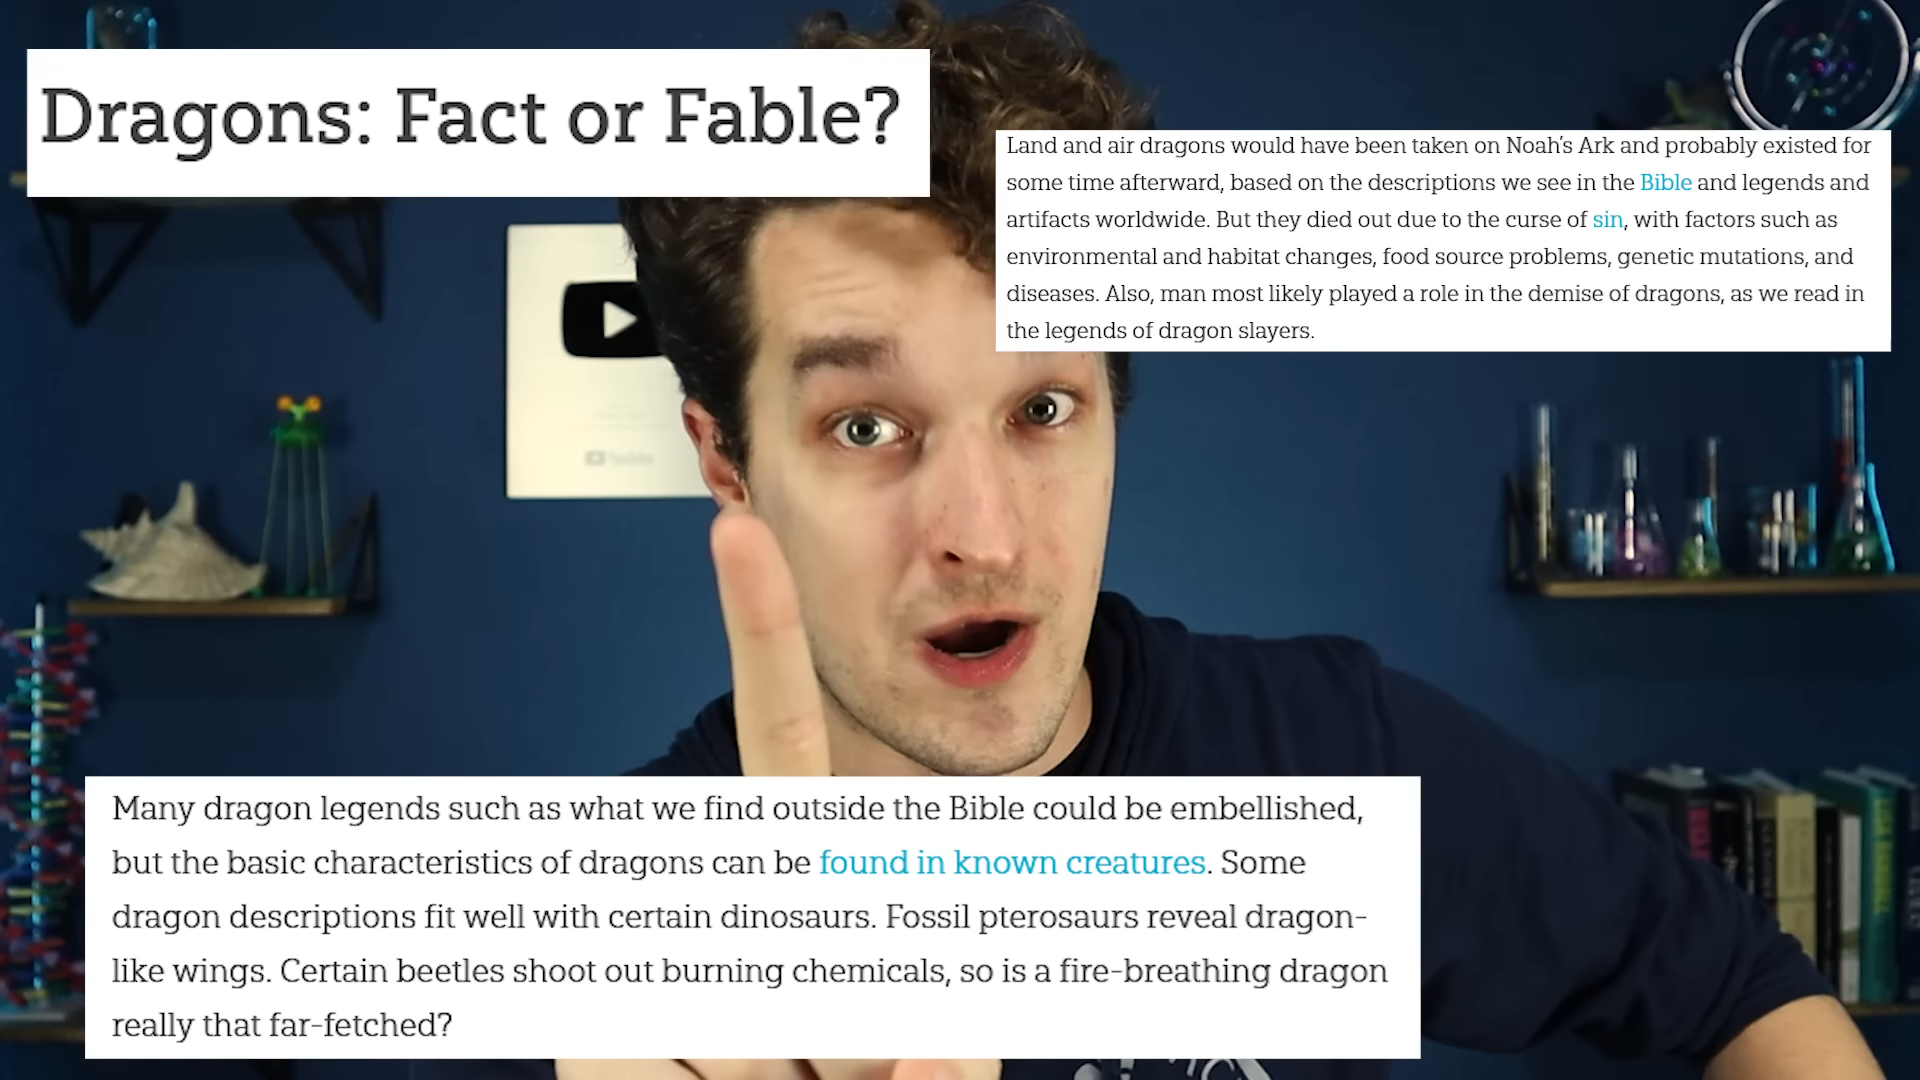 Dragons: Fact or Fable?
Land and air dragons would have been taken on Noah's Ark and probably existed for
some time afterward, based on the descriptions we see in the Bible and legends and
artifacts worldwide. But they died out due to the curse of sin, with factors such as
environmental and habitat changes, food source problems, genetic mutations, and
diseases. Also, man most likely played a role in the demise of dragons, as we read in
the legends of dragon slayers.
YouTube
Many dragon legends such as what we find outside the Bible could be embellished,
but the basic characteristics of dragons can be found in known creatures. Some
dragon descriptions fit well with certain dinosaurs. Fossil pterosaurs reveal dragon-
like wings. Certain beetles shoot out burning chemicals, so is a fire-breathing dragon
really that far-fetched?